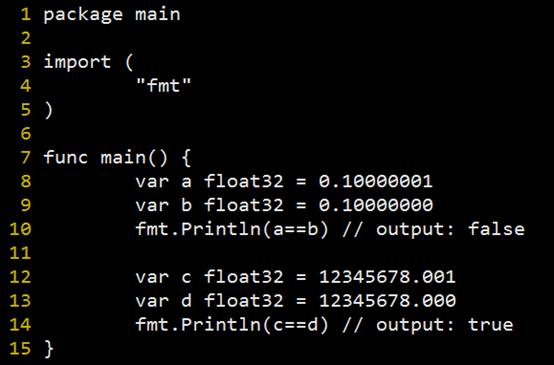 1 package main
2
3 import (
4         "fmt"
5 )
6
7 func main() {
8         var a float32 = 0.10000001
9         var b float32 = 0.10000000
10         fmt.Println(a==b) // output: false
11
12         var c float32 = 12345678.001
13         var d float32 = 12345678.000
14         fmt.Println(c==d) // output: true
15 }